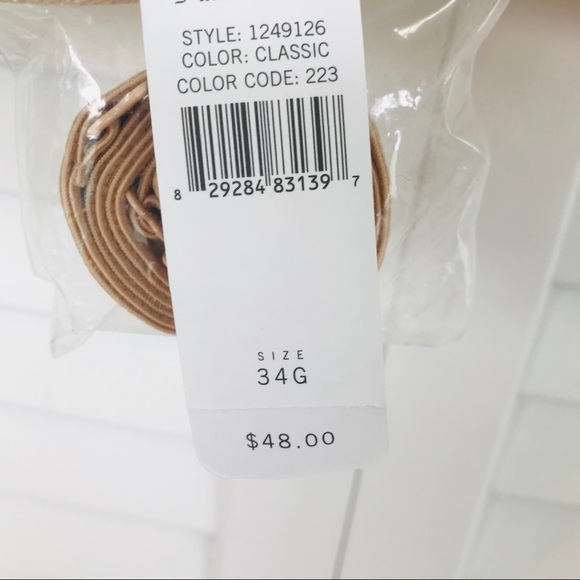 STYLE: 1249126
COLOR: CLASSIC
COLOR CODE: 223
8 29284 83139 7
SIZE
34G
$48.00